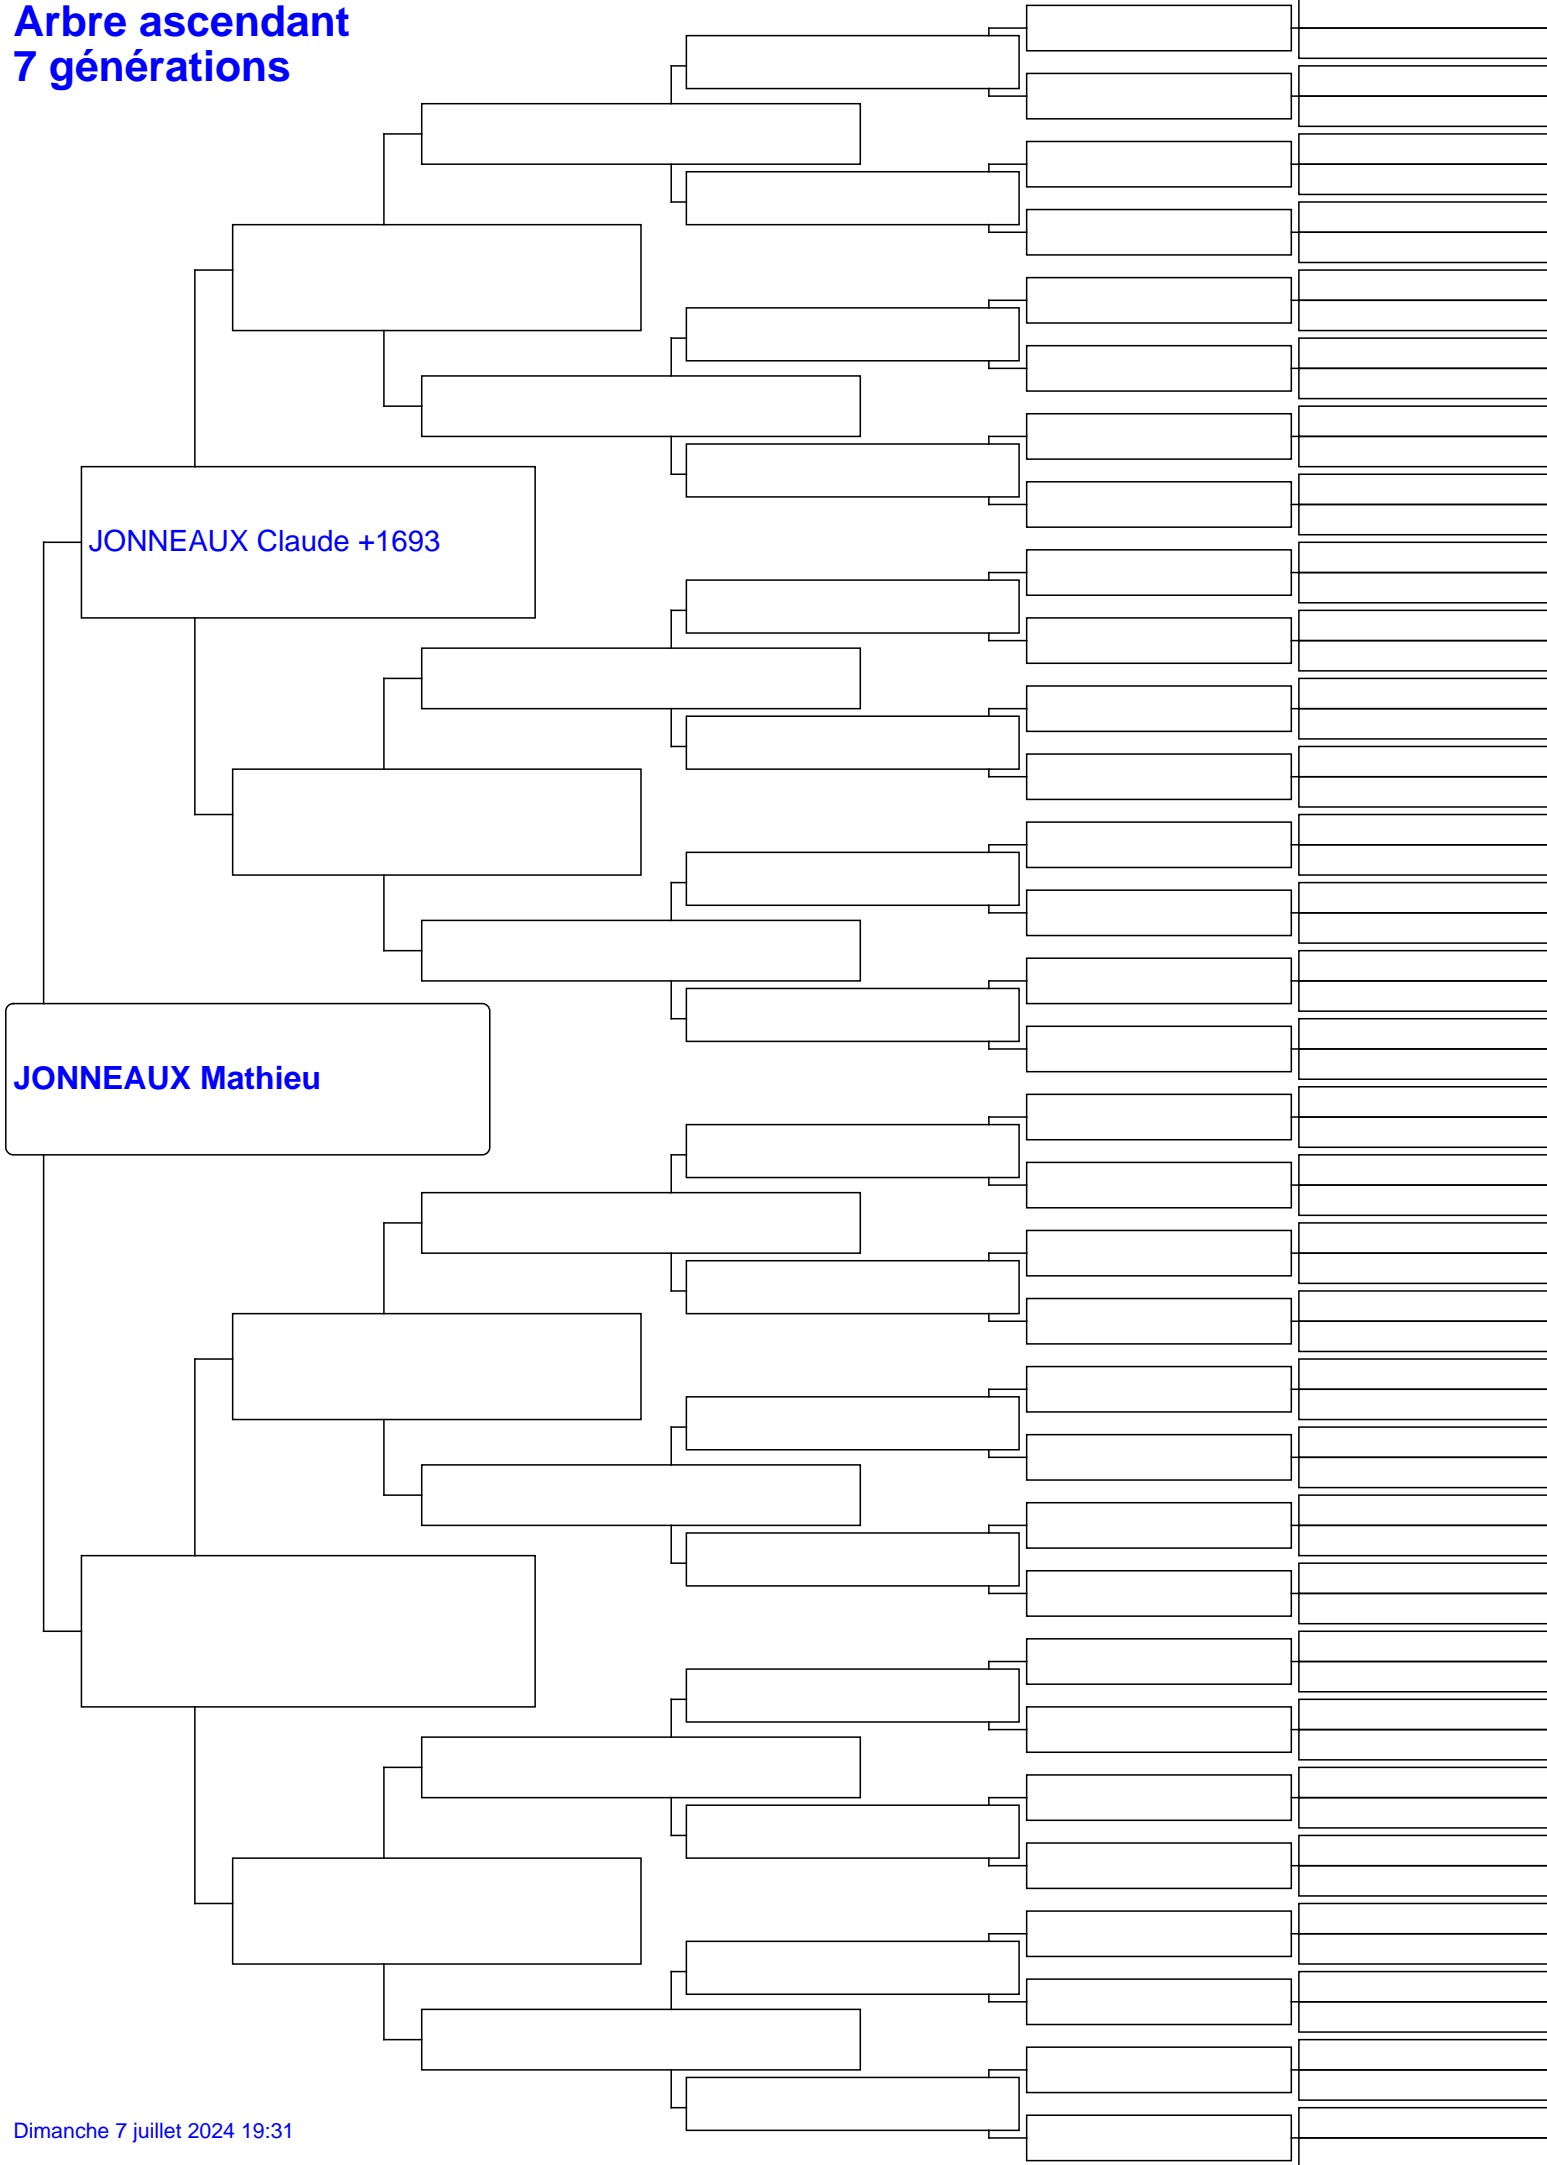 Arbre ascendant
7 générations
JONNEAUX Claude +1693
JONNEAUX Mathieu
Dimanche 7 juillet 2024 19:31